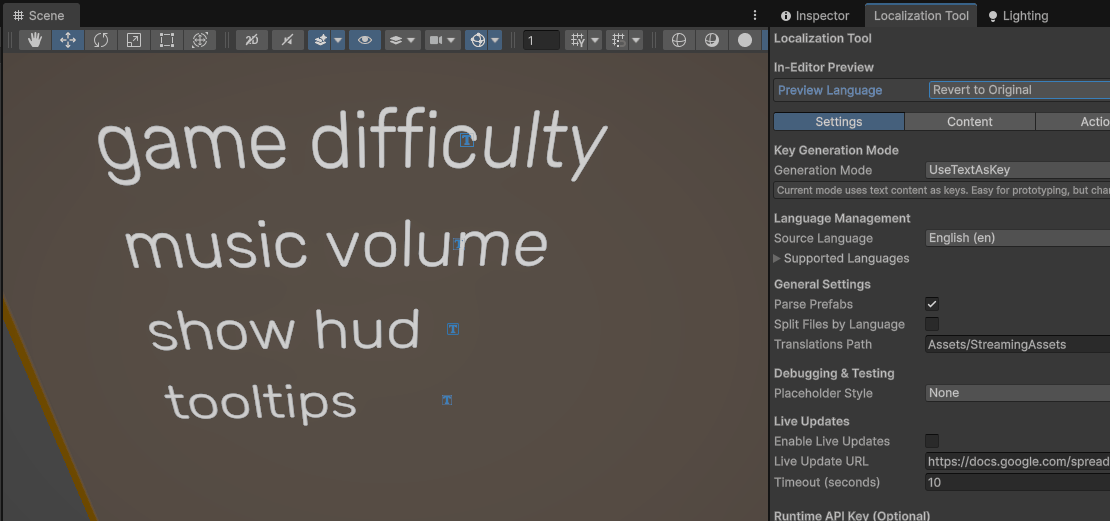 Scene
Inspector
Localization Tool
Lighting
2D
1
Localization Tool
In-Editor Preview
Preview Language
Revert to Original
Settings
Content
Actio
Key Generation Mode
Generation Mode
UseTextAsKey
Current mode uses text content as keys. Easy for prototyping, but chan
Language Management
Source Language
English (en)
Supported Languages
General Settings
Parse Prefabs
Split Files by Language
Translations Path
Assets/StreamingAssets
Debugging & Testing
Placeholder Style
None
Live Updates
Enable Live Updates
Live Update URL
https://docs.google.com/spread
Timeout (seconds)
10
Runtime API Key (Optional)
game difficulty
music volume
show hud
tooltips